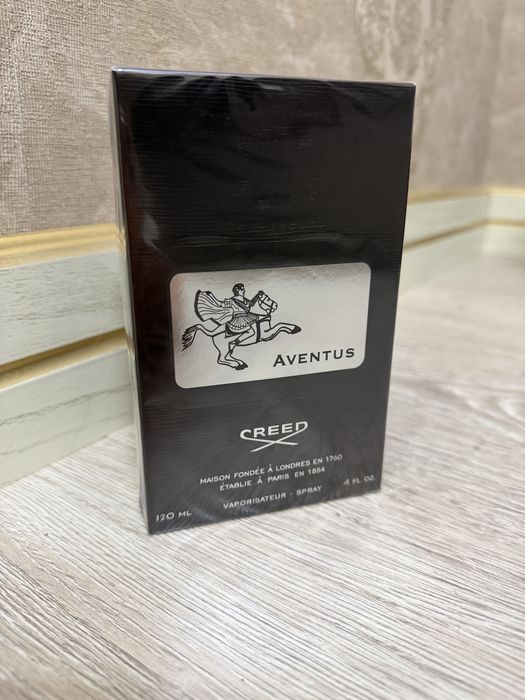 AVENTUS
CREED
MAISON FONDÉE À LONDRES EN 1760
ÉTABLIE À PARIS EN 1854
VAPORISATEUR - SPRAY
120 ML
4 FL OZ.